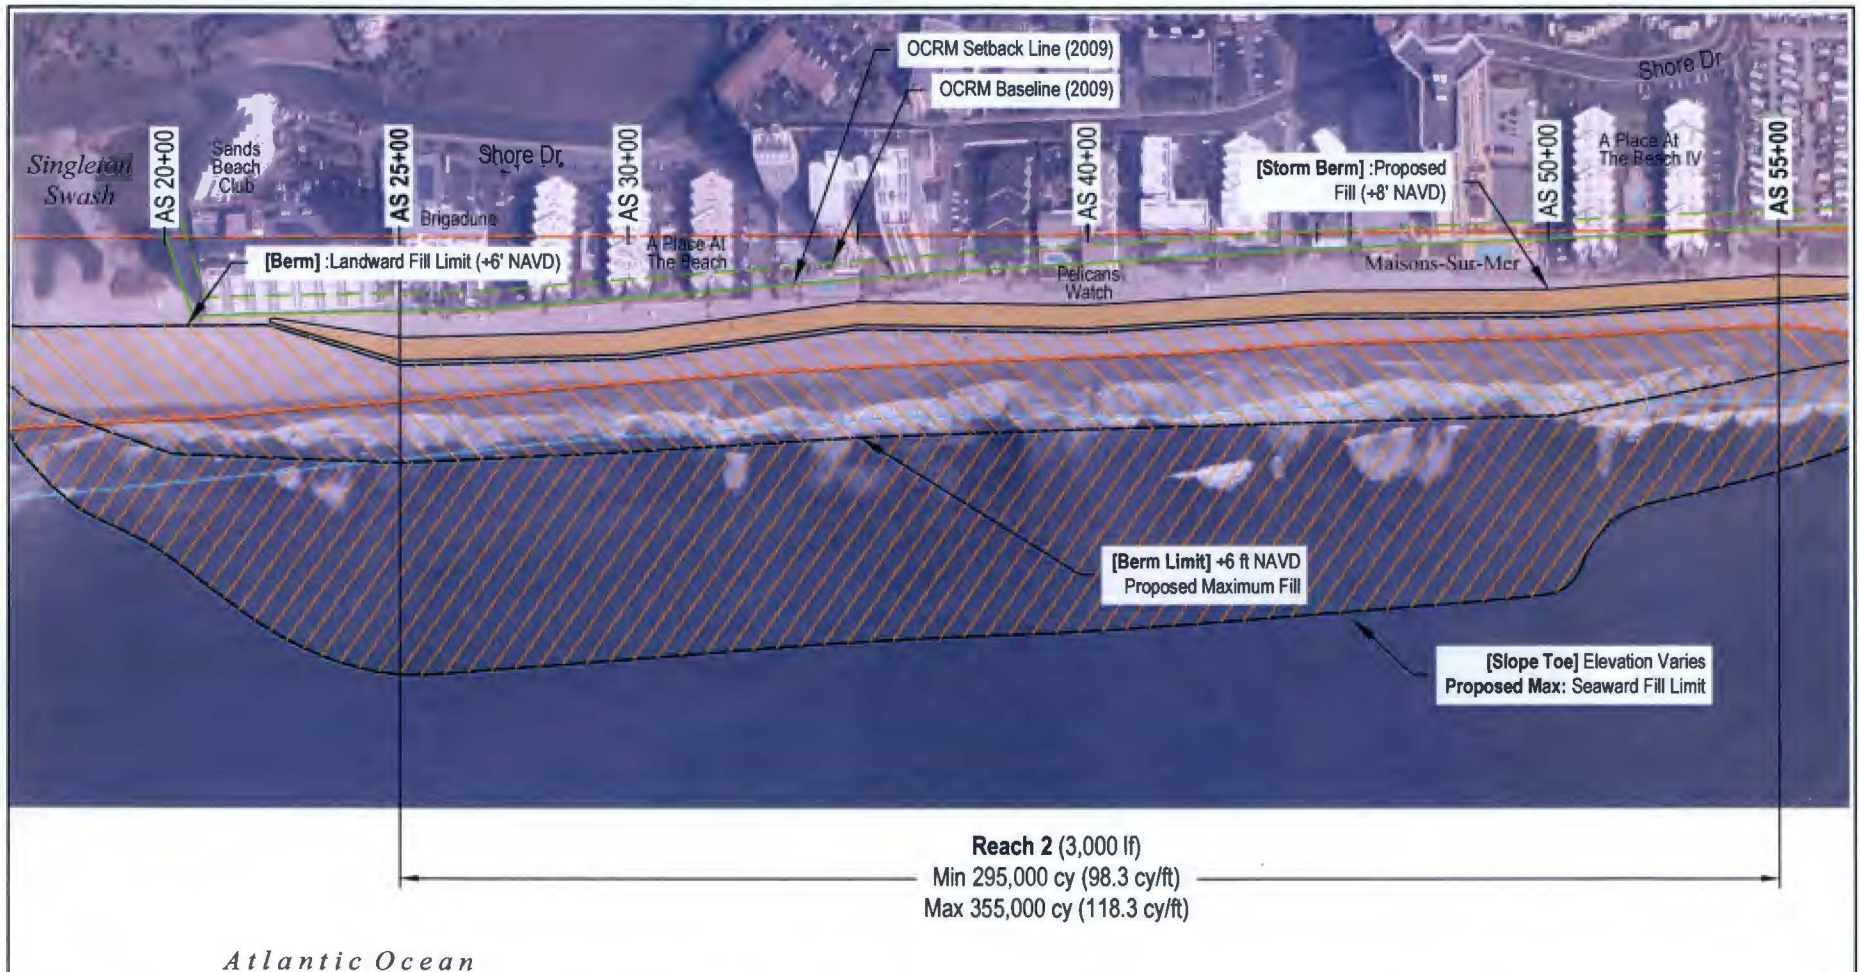 OCRM Setback Line (2009)
OCRM Baseline (2009)
Shore Dr
Singleton
Swash
AS 20+00
Sands
Beach
Club
AS 25+00
Shore Dr.
AS 30+00
AS 40+00
[Storm Berm] :Proposed
Fill (+8' NAVD)
AS 50+00
A Place At
The Beach IV
AS 55+00
Brigadune
[Berm] :Landward Fill Limit (+6' NAVD)
A Place At
The Beach
Pelicans
Watch
Maisons-Sur-Mer
[Berm Limit] +6 ft NAVD
Proposed Maximum Fill
[Slope Toe] Elevation Varies
Proposed Max: Seaward Fill Limit
Reach 2 (3,000 lf)
Min 295,000 cy (98.3 cy/ft)
Max 355,000 cy (118.3 cy/ft)
Atlantic Ocean